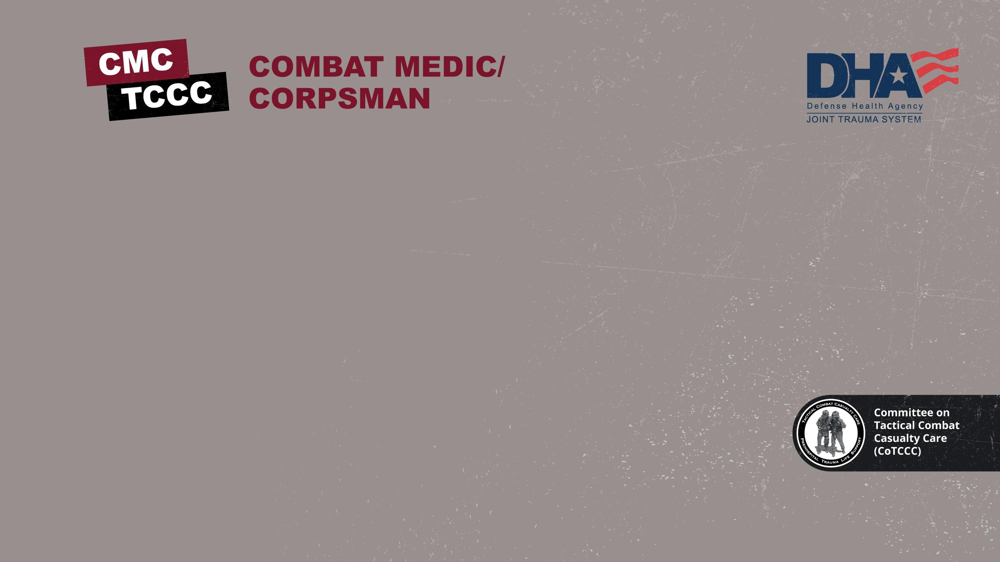 CMC
TCCC
COMBAT MEDIC/
CORPSMAN
DHA
Defense Health Agency
JOINT TRAUMA SYSTEM
TACTICAL COMBAT CASUALTY CARE
PREHOSPITAL TRAUMA LIFE SUPPORT
Committee on
Tactical Combat
Casualty Care
(CoTCCC)